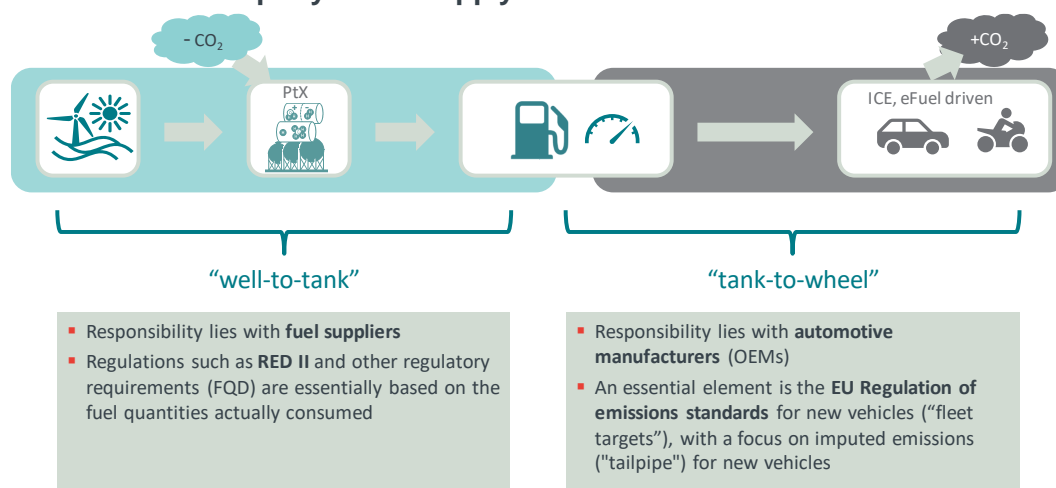 - CO₂
+CO₂
PtX
ICE, eFuel driven
“well-to-tank”
“tank-to-wheel”
▪ Responsibility lies with fuel suppliers
▪ Regulations such as RED II and other regulatory
requirements (FQD) are essentially based on the
fuel quantities actually consumed
▪ Responsibility lies with automotive
manufacturers (OEMs)
▪ An essential element is the EU Regulation of
emissions standards for new vehicles (“fleet
targets”), with a focus on imputed emissions
("tailpipe") for new vehicles